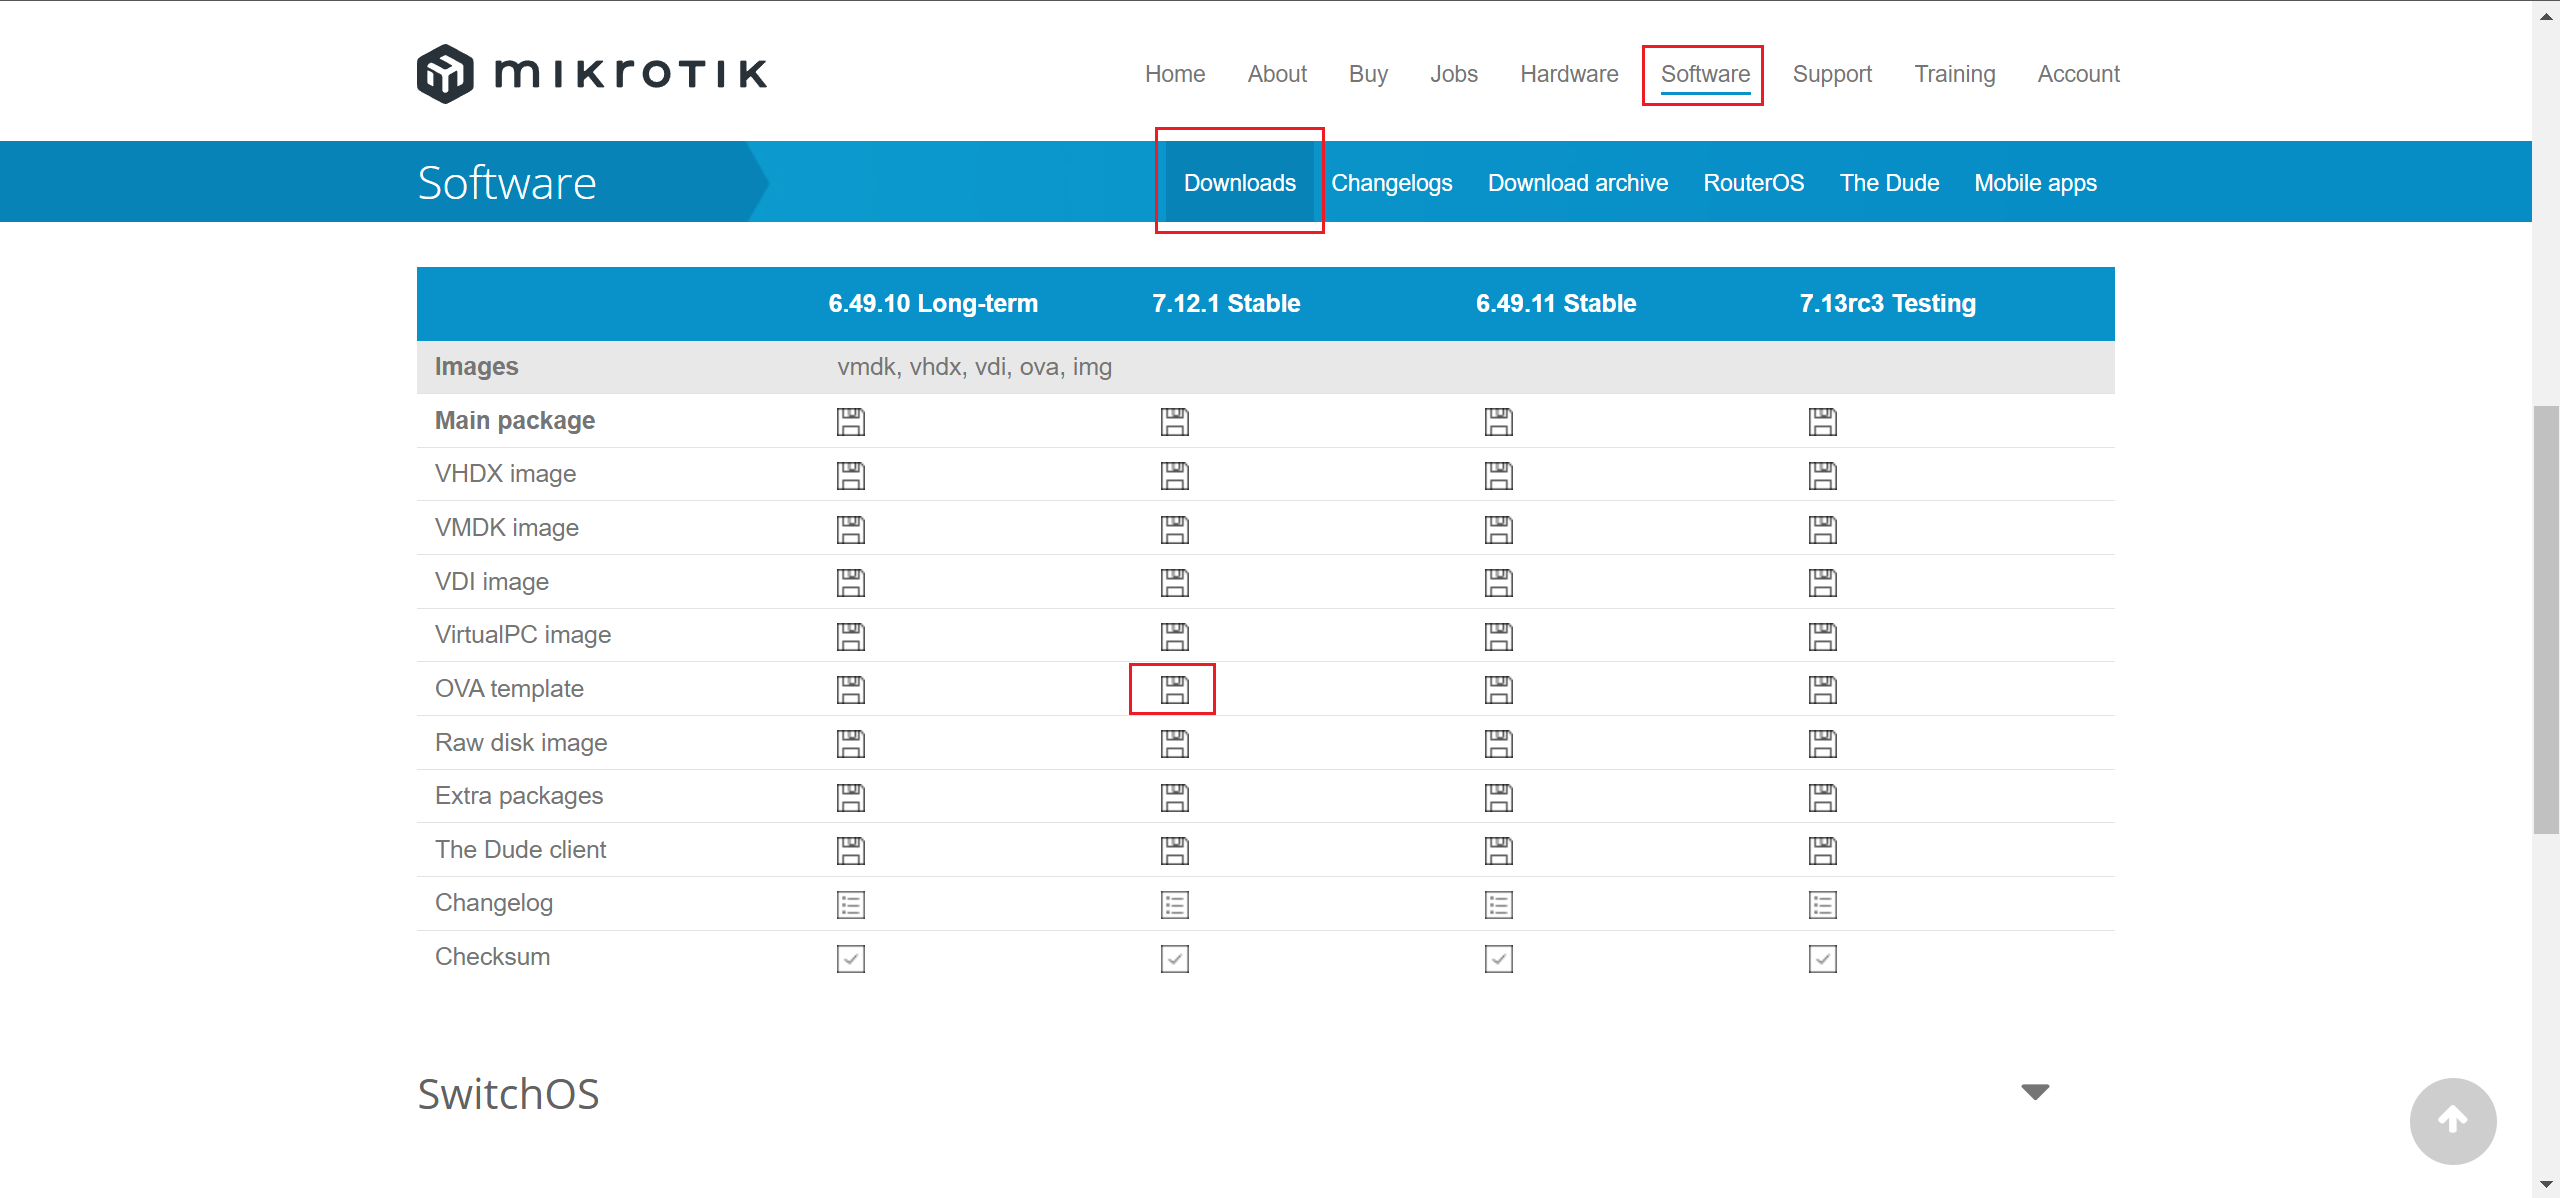 mikrotik
Home About Buy Jobs Hardware Software Support Training Account
Software
Downloads Changelogs Download archive RouterOS The Dude Mobile apps
6.49.10 Long-term 7.12.1 Stable 6.49.11 Stable 7.13rc3 Testing
Images vmdk, vhdx, vdi, ova, img
Main package
VHDX image
VMDK image
VDI image
VirtualPC image
OVA template
Raw disk image
Extra packages
The Dude client
Changelog
Checksum
SwitchOS